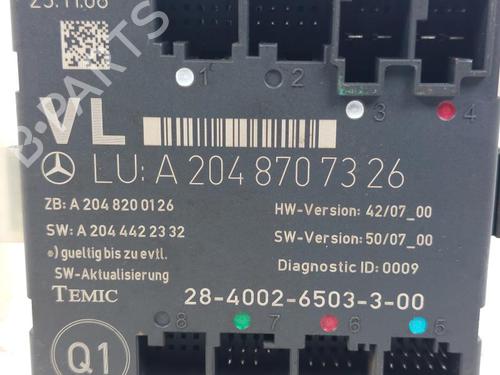 25.11.08
1 2
3 4
VL
LU: A 204 870 73 26
ZB: A 204 820 01 26
HW-Version: 42/07_00
SW: A 204 442 23 32
SW-Version: 50/07_00
*) gueltig bis zu evtl.
SW-Aktualisierung
Diagnostic ID: 0009
TEMIC
28-4002-6503-3-00
8 7 6 5
Q1
B-PARTS